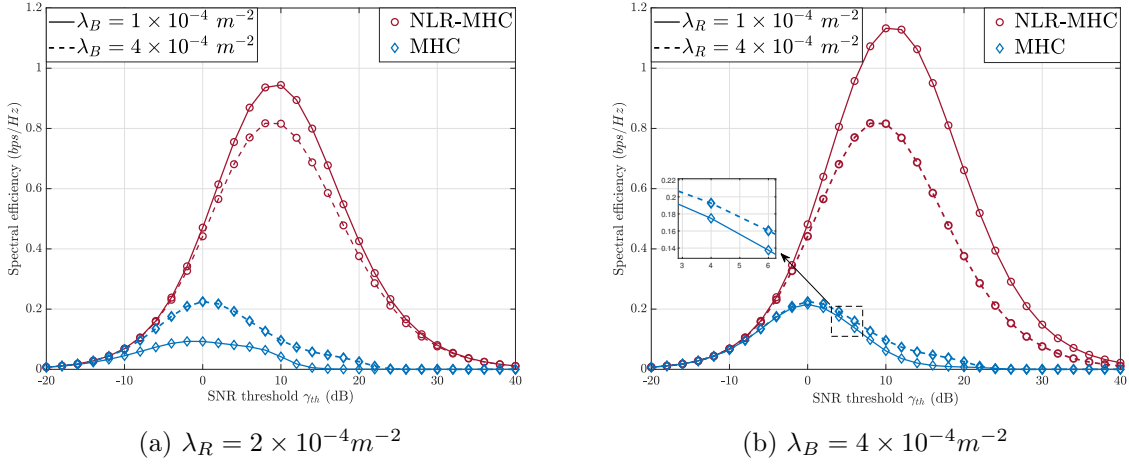 λ_B = 1 × 10^{-4} m^{-2}
λ_B = 4 × 10^{-4} m^{-2}
NLR-MHC
MHC
Spectral efficiency (bps/Hz)
1.2
1
0.8
0.6
0.4
0.2
0
-20 -10 0 10 20 30 40
SNR threshold γ_{th} (dB)
(a) λ_R = 2 × 10^{-4}m^{-2}
λ_R = 1 × 10^{-4} m^{-2}
λ_R = 4 × 10^{-4} m^{-2}
NLR-MHC
MHC
Spectral efficiency (bps/Hz)
1.2
1
0.8
0.6
0.4
0.2
0
0.22
0.2
0.18
0.16
0.14
3 4 5 6
-20 -10 0 10 20 30 40
SNR threshold γ_{th} (dB)
(b) λ_B = 4 × 10^{-4}m^{-2}